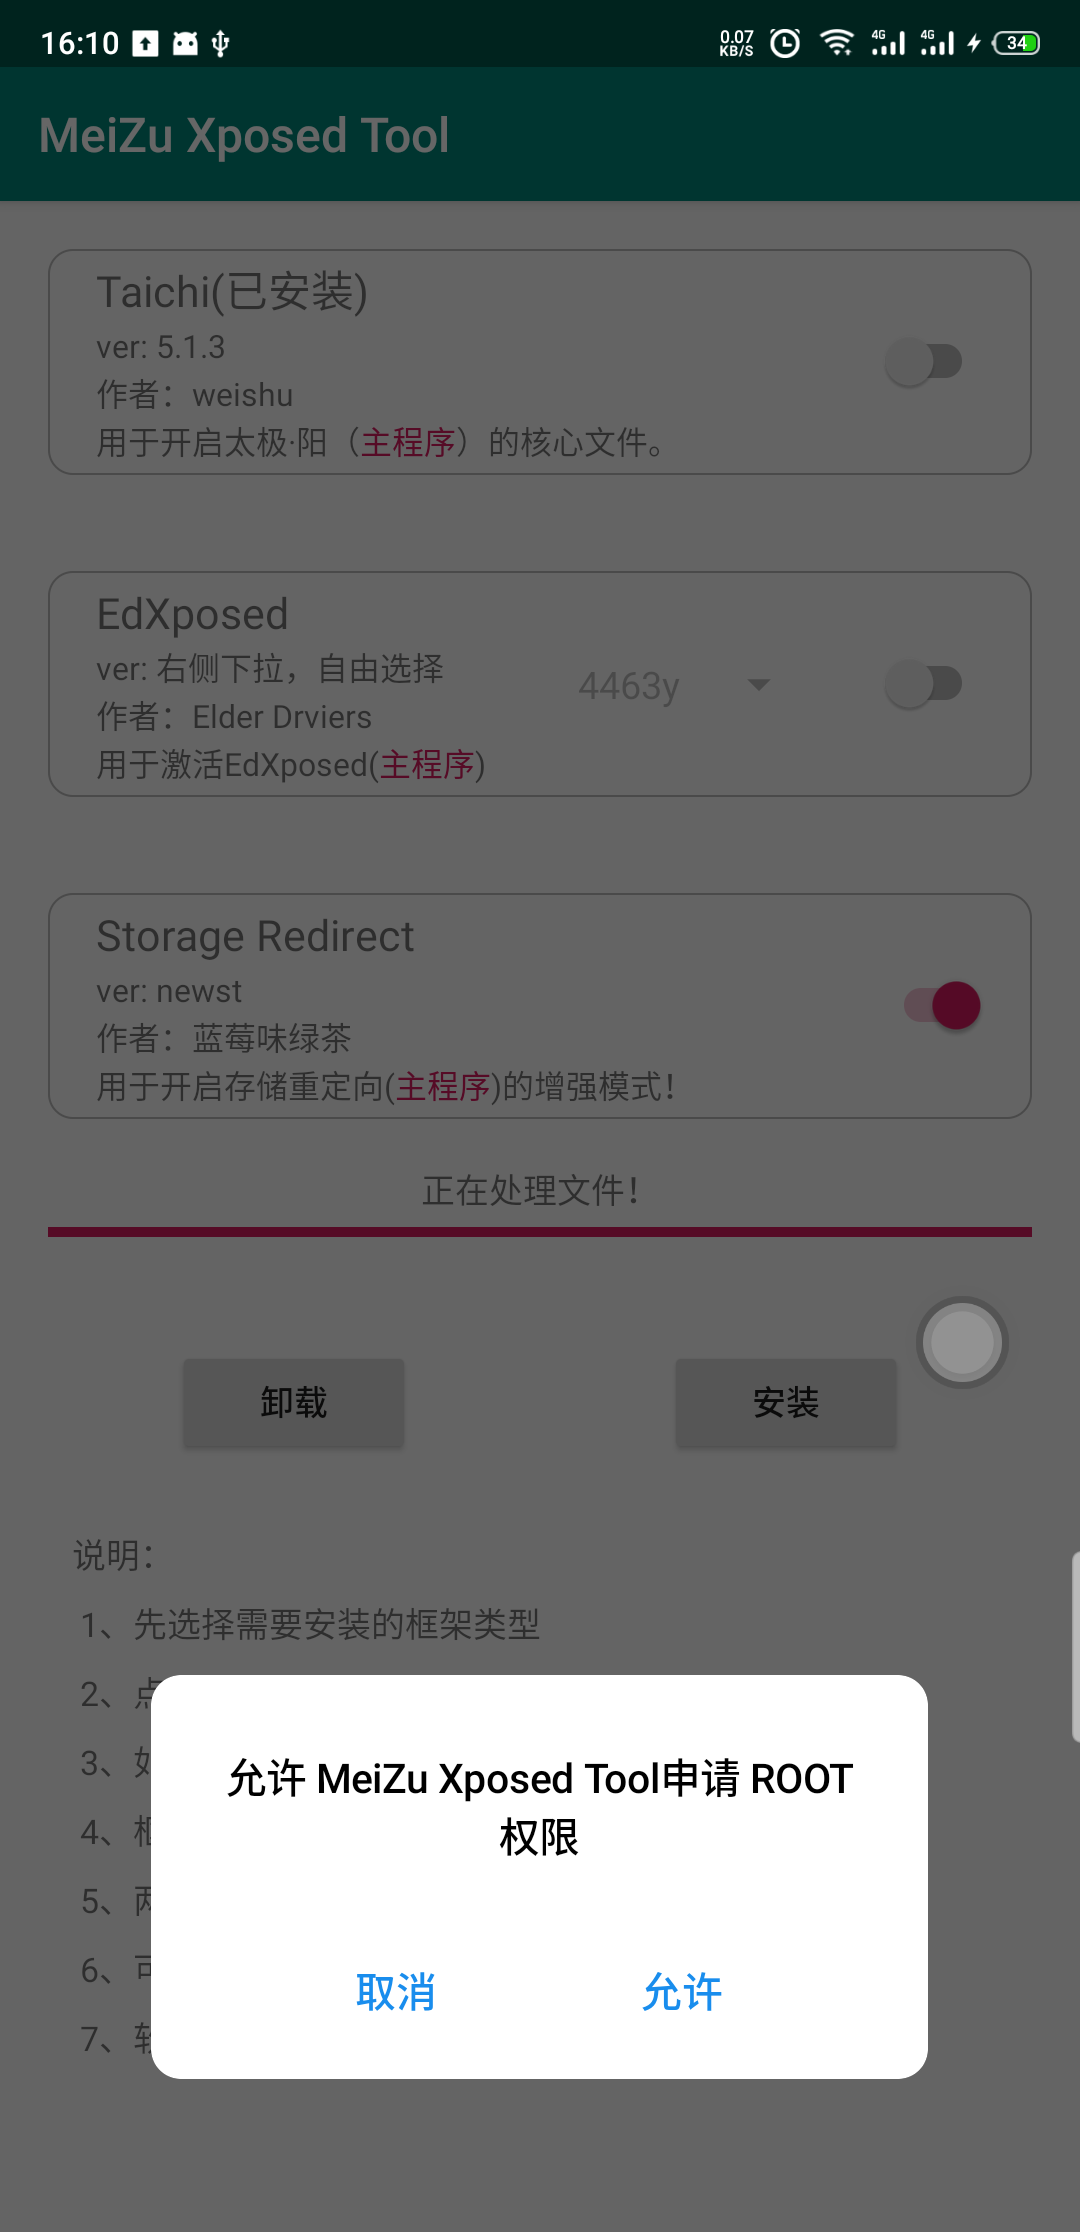 16:10
0.07
KB/S
4G
4G
34
MeiZu Xposed Tool
Taichi(已安装)
ver: 5.1.3
作者：weishu
用于开启太极·阳（主程序）的核心文件。
EdXposed
ver: 右侧下拉，自由选择
4463y
作者：Elder Drviers
用于激活EdXposed(主程序)
Storage Redirect
ver: newst
作者：蓝莓味绿茶
用于开启存储重定向(主程序)的增强模式！
正在处理文件！
卸载
安装
说明：
1、先选择需要安装的框架类型
2、点
3、
4、
5、两
6、可
7、软
允许 MeiZu Xposed Tool申请 ROOT
权限
取消
允许